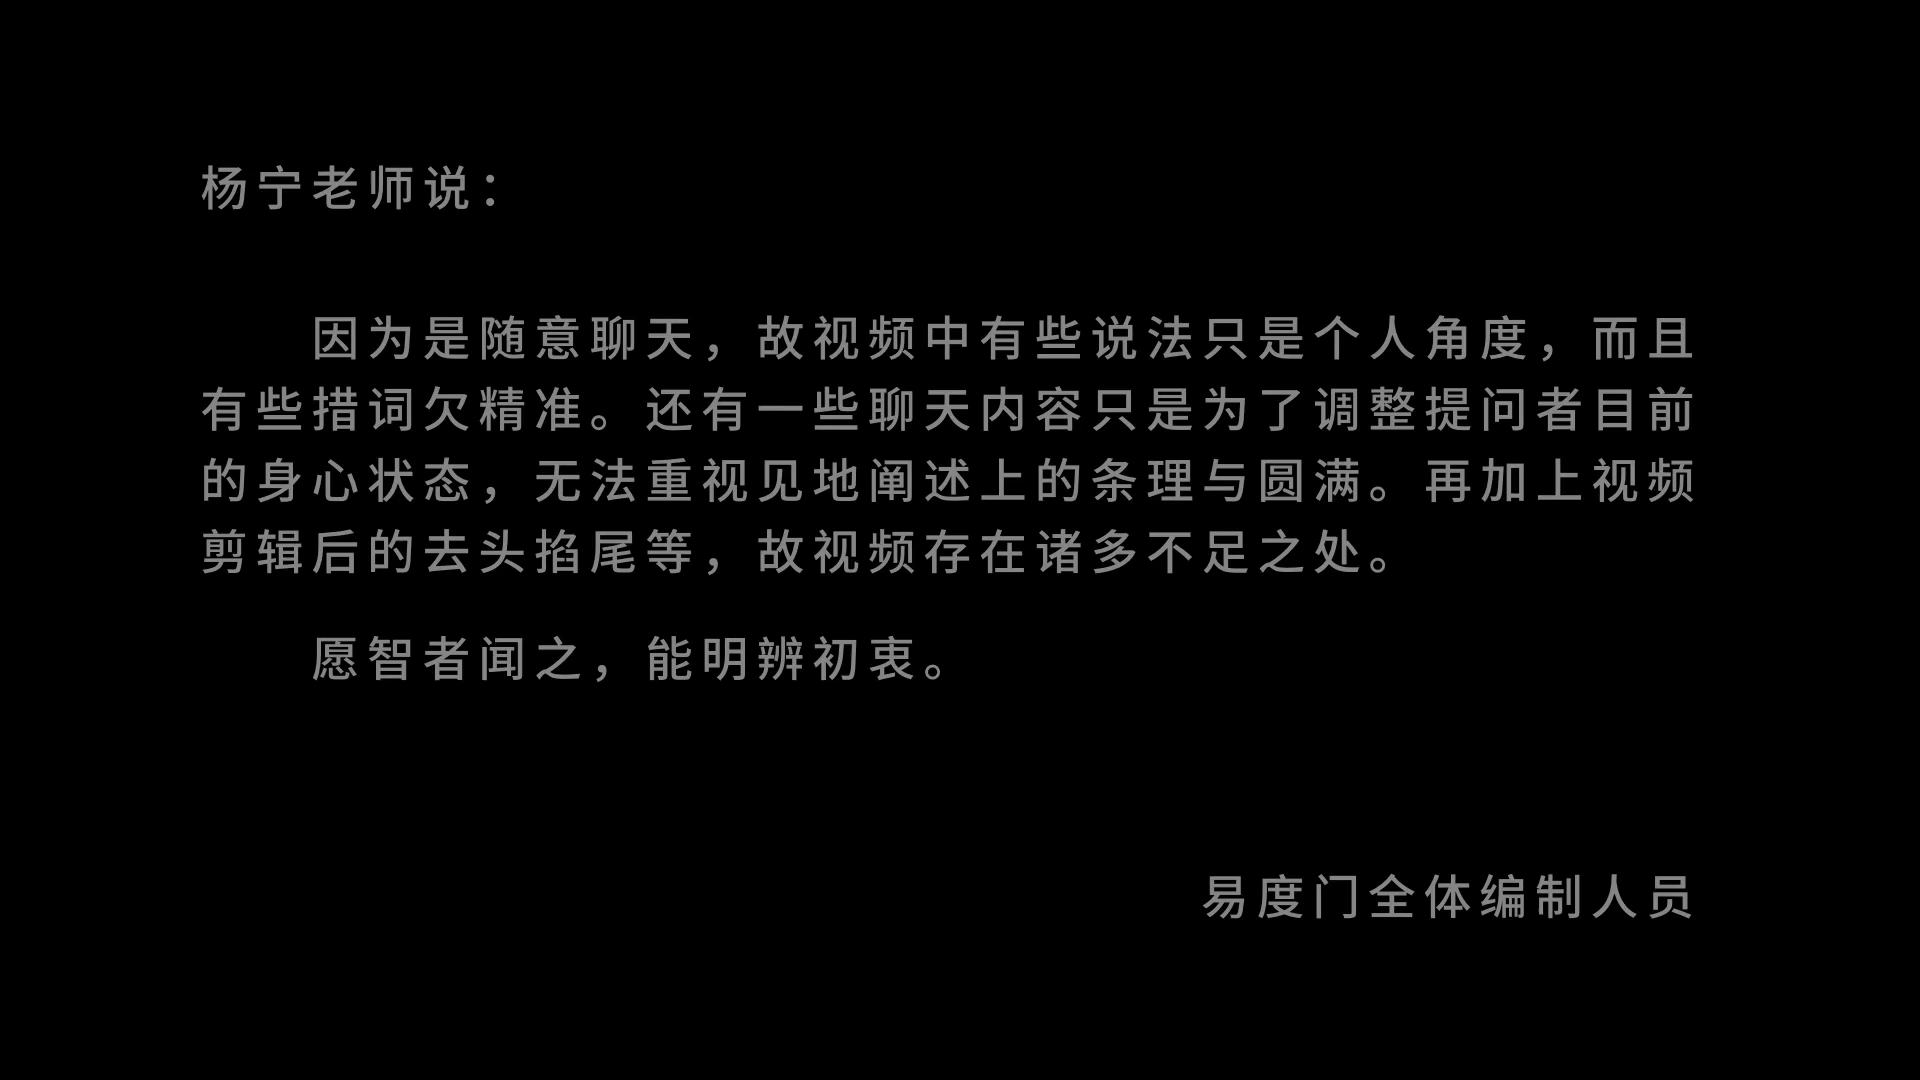 杨宁老师说：
因为是随意聊天，故视频中有些说法只是个人角度，而且
有些措词欠精准。还有一些聊天内容只是为了调整提问者目前
的身心状态，无法重视见地阐述上的条理与圆满。再加上视频
剪辑后的去头掐尾等，故视频存在诸多不足之处。
愿智者闻之，能明辨初衷。
易度门全体编制人员